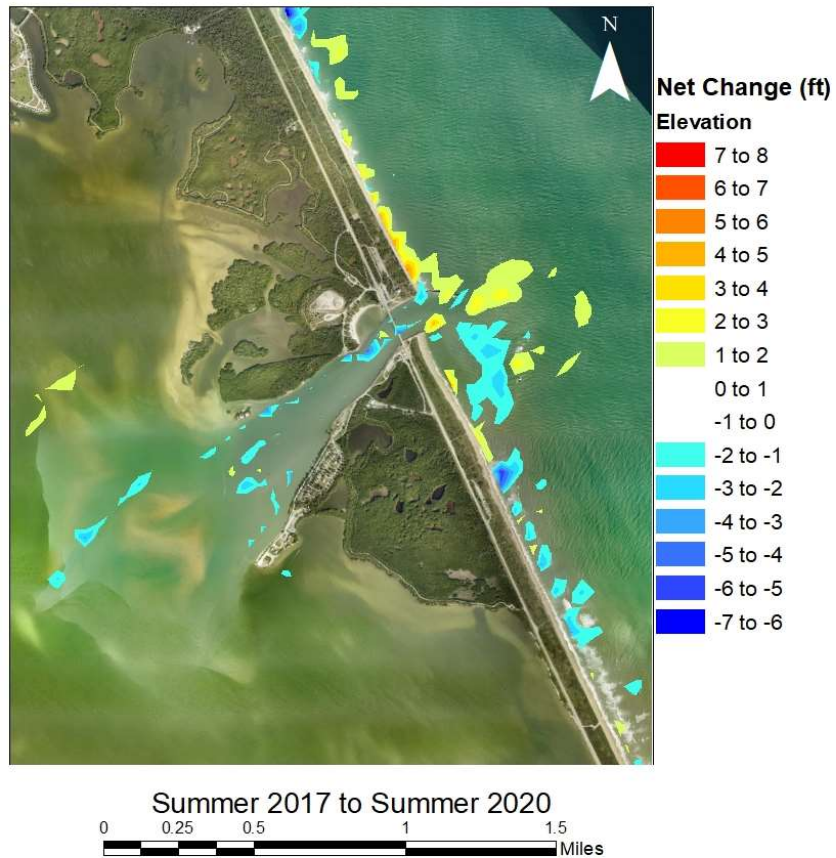 N
Net Change (ft)
Elevation
7 to 8
6 to 7
5 to 6
4 to 5
3 to 4
2 to 3
1 to 2
0 to 1
-1 to 0
-2 to -1
-3 to -2
-4 to -3
-5 to -4
-6 to -5
-7 to -6
Summer 2017 to Summer 2020
0 0.25 0.5 1 1.5
Miles